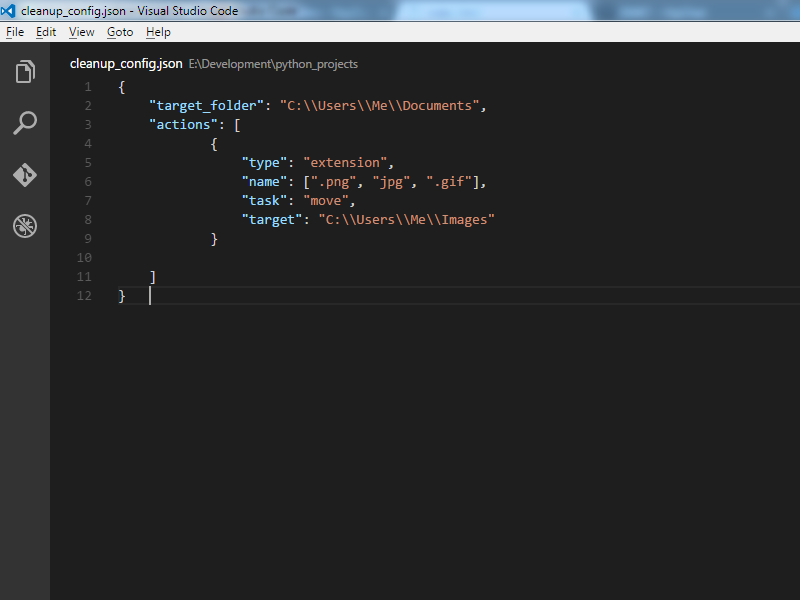 cleanup_config.json - Visual Studio Code
File Edit View Goto Help
cleanup_config.json E:\Development\python_projects
1 {
2 "target_folder": "C:\\Users\\Me\\Documents",
3 "actions": [
4 {
5 "type": "extension",
6 "name": [".png", "jpg", ".gif"],
7 "task": "move",
8 "target": "C:\\Users\\Me\\Images"
9 }
10
11 ]
12 }